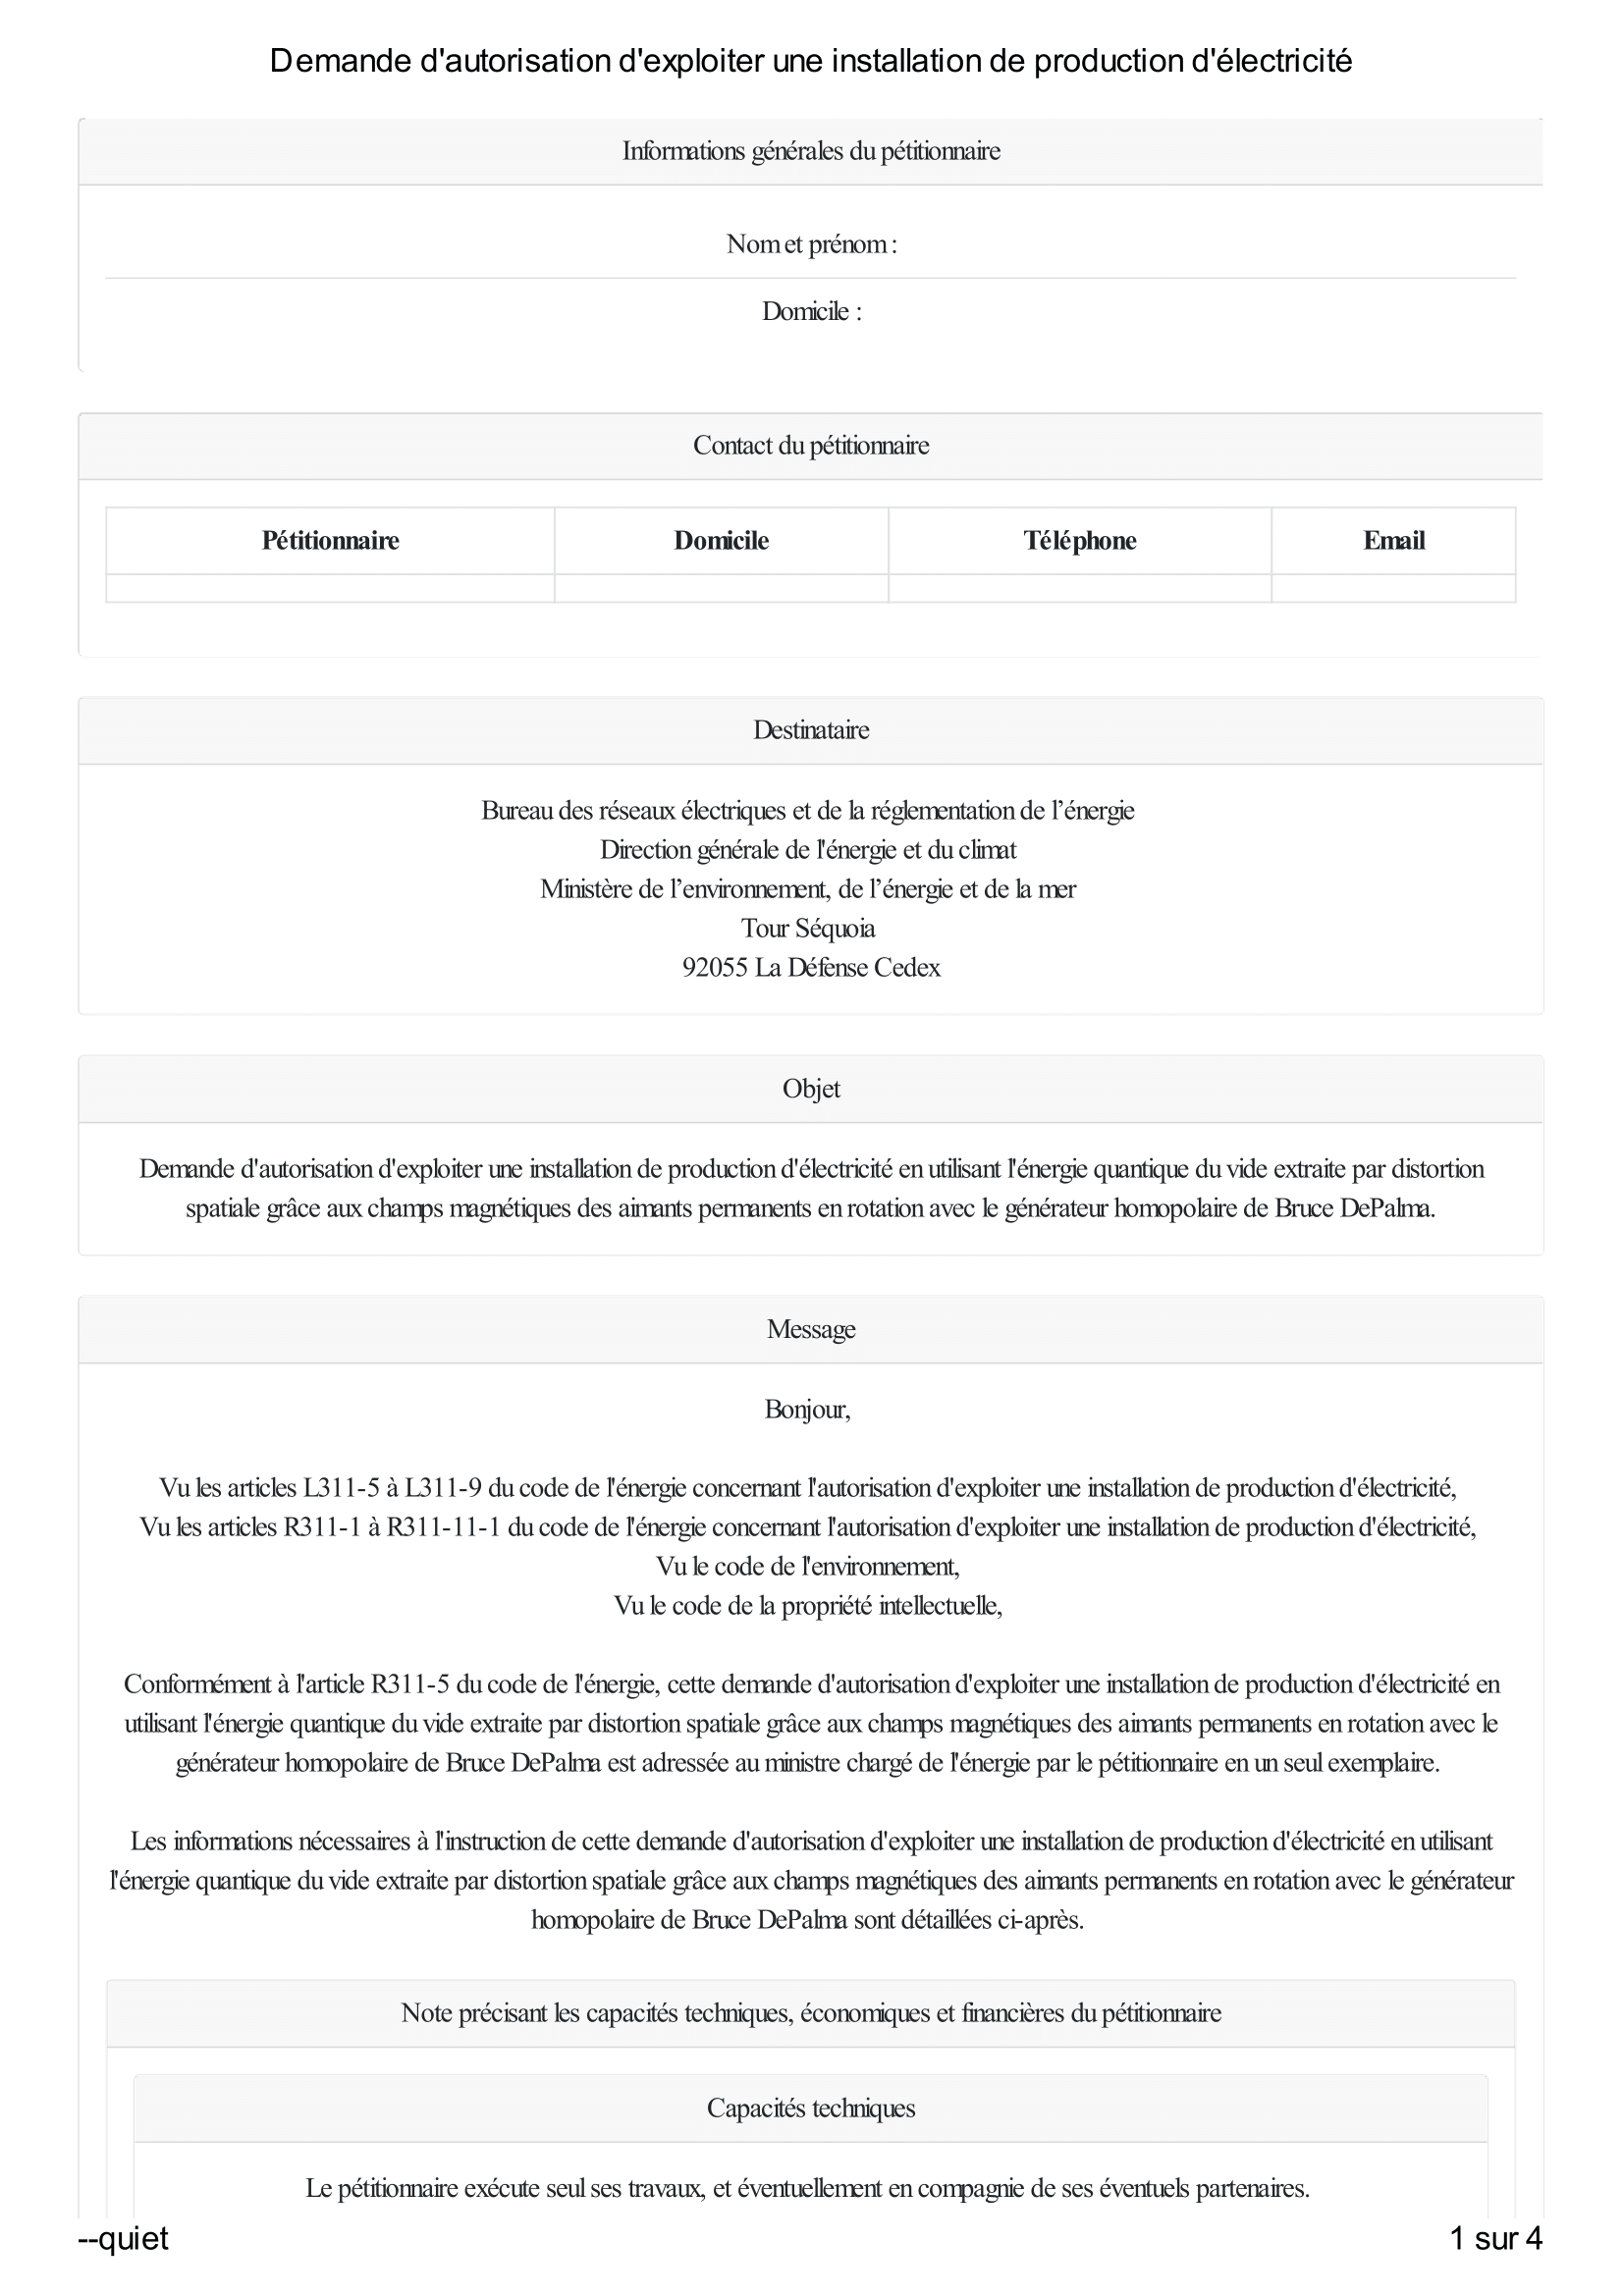 Demande d'autorisation d'exploiter une installation de production d'électricité
Informations générales du pétitionnaire
Nom et prénom :
Domicile :
Contact du pétitionnaire
Pétitionnaire Domicile Téléphone Email
Destinataire
Bureau des réseaux électriques et de la réglementation de l’énergie
Direction générale de l'énergie et du climat
Ministère de l’environnement, de l’énergie et de la mer
Tour Séquoia
92055 La Défense Cedex
Objet
Demande d'autorisation d'exploiter une installation de production d'électricité en utilisant l'énergie quantique du vide extraite par distortion
spatiale grâce aux champs magnétiques des aimants permanents en rotation avec le générateur homopolaire de Bruce DePalma.
Message
Bonjour,
Vu les articles L311-5 à L311-9 du code de l'énergie concernant l'autorisation d'exploiter une installation de production d'électricité,
Vu les articles R311-1 à R311-11-1 du code de l'énergie concernant l'autorisation d'exploiter une installation de production d'électricité,
Vu le code de l'environnement,
Vu le code de la propriété intellectuelle,
Conformément à l'article R311-5 du code de l'énergie, cette demande d'autorisation d'exploiter une installation de production d'électricité en
utilisant l'énergie quantique du vide extraite par distortion spatiale grâce aux champs magnétiques des aimants permanents en rotation avec le
générateur homopolaire de Bruce DePalma est adressée au ministre chargé de l'énergie par le pétitionnaire en un seul exemplaire.
Les informations nécessaires à l'instruction de cette demande d'autorisation d'exploiter une installation de production d'électricité en utilisant
l'énergie quantique du vide extraite par distortion spatiale grâce aux champs magnétiques des aimants permanents en rotation avec le générateur
homopolaire de Bruce DePalma sont détaillées ci-après.
Note précisant les capacités techniques, économiques et financières du pétitionnaire
Capacités techniques
Le pétitionnaire exécute seul ses travaux, et éventuellement en compagnie de ses éventuels partenaires.
--quiet 1 sur 4